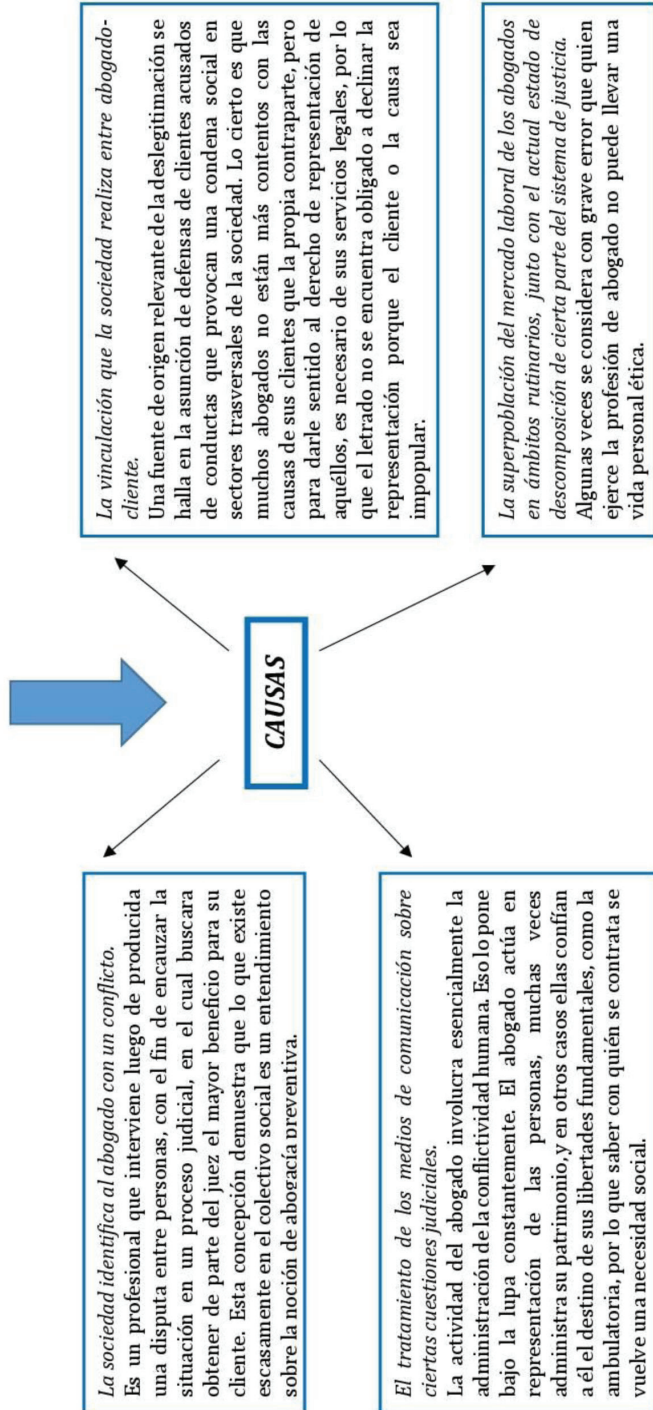 La sociedad identifica al abogado con un conflicto.
Es un profesional que interviene luego de producida
una disputa entre personas, con el fin de encauzar la
situación en un proceso judicial, en el cual buscara
obtener de parte del juez el mayor beneficio para su
cliente. Esta concepción demuestra que lo que existe
escasamente en el colectivo social es un entendimiento
sobre la noción de abogacía preventiva.
La vinculación que la sociedad realiza entre abogado-
cliente.
Una fuente de origen relevante de la deslegitimación se
halla en la asunción de defensas de clientes acusados
de conductas que provocan una condena social en
sectores trasversales de la sociedad. Lo cierto es que
muchos abogados no están más contentos con las
causas de sus clientes que la propia contraparte, pero
para darle sentido al derecho de representación de
aquéllos, es necesario de sus servicios legales, por lo
que el letrado no se encuentra obligado a declinar la
representación porque el cliente o la causa sea
impopular.
CAUSAS
El tratamiento de los medios de comunicación sobre
ciertas cuestiones judiciales.
La actividad del abogado involucra esencialmente la
administración de la conflictividad humana. Eso lo pone
bajo la lupa constantemente. El abogado actúa en
representación de las personas, muchas veces
administra su patrimonio, y en otros casos ellas confían
a él el destino de sus libertades fundamentales, como la
ambulatoria, por lo que saber con quién se contrata se
vuelve una necesidad social.
La superpoblación del mercado laboral de los abogados
en ámbitos rutinarios, junto con el actual estado de
descomposición de cierta parte del sistema de justicia.
Algunas veces se considera con grave error que quien
ejerce la profesión de abogado no puede llevar una
vida personal ética.